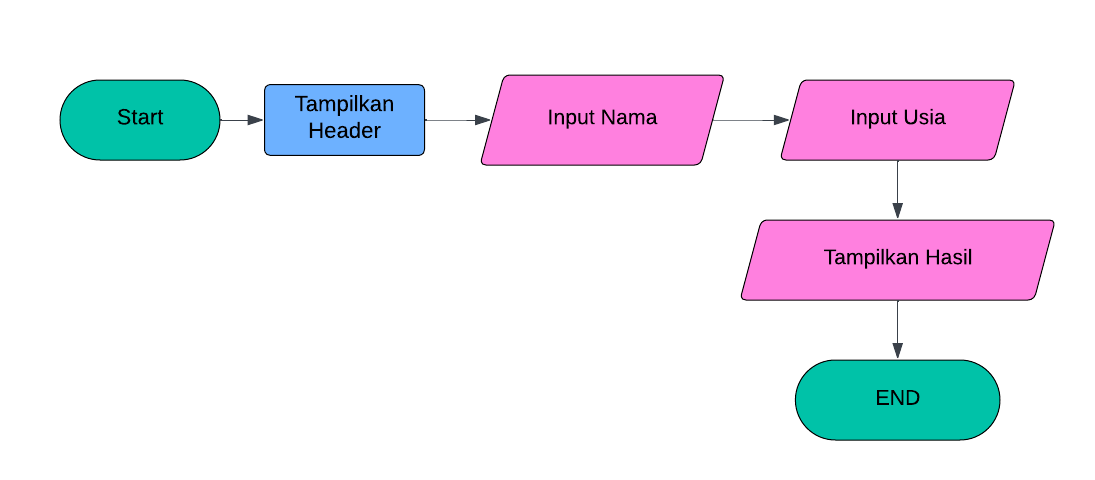 Start
Tampilkan
Header
Input Nama
Input Usia
Tampilkan Hasil
END